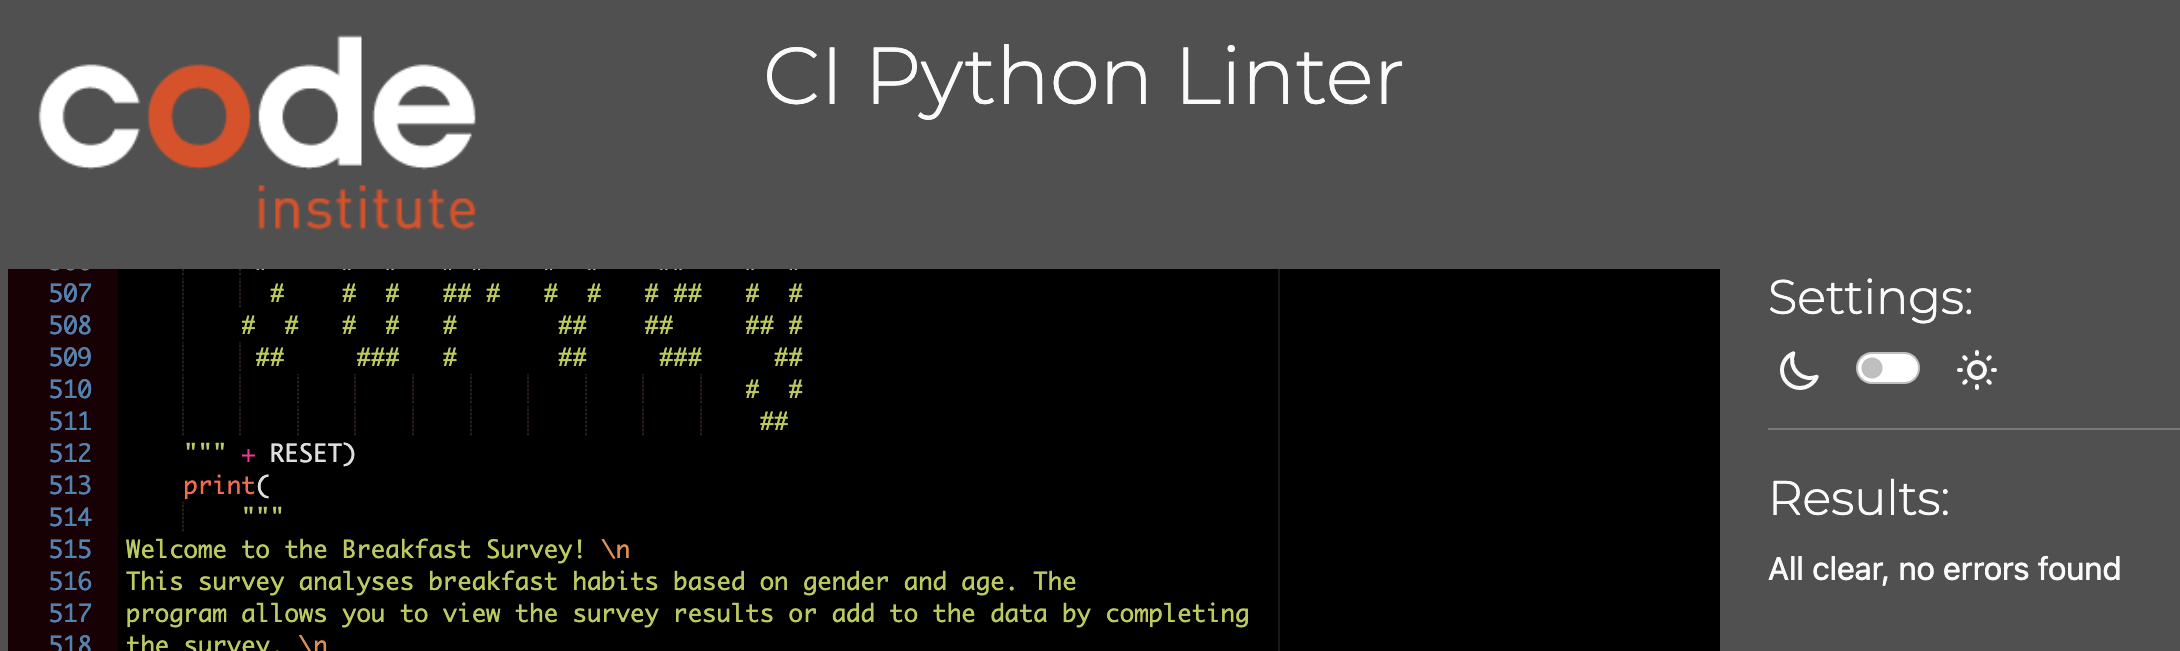 code
institute
CI Python Linter
507 # # # ## # # # # ## # #
508 # # # # # ## ## ## #
509 ## ### # ## ### ##
510 # #
511 ##
512 """ + RESET)
513 print(
514 """
515 Welcome to the Breakfast Survey! \n
516 This survey analyses breakfast habits based on gender and age. The
517 program allows you to view the survey results or add to the data by completing
518 the survey. \n
Settings:
Results:
All clear, no errors found